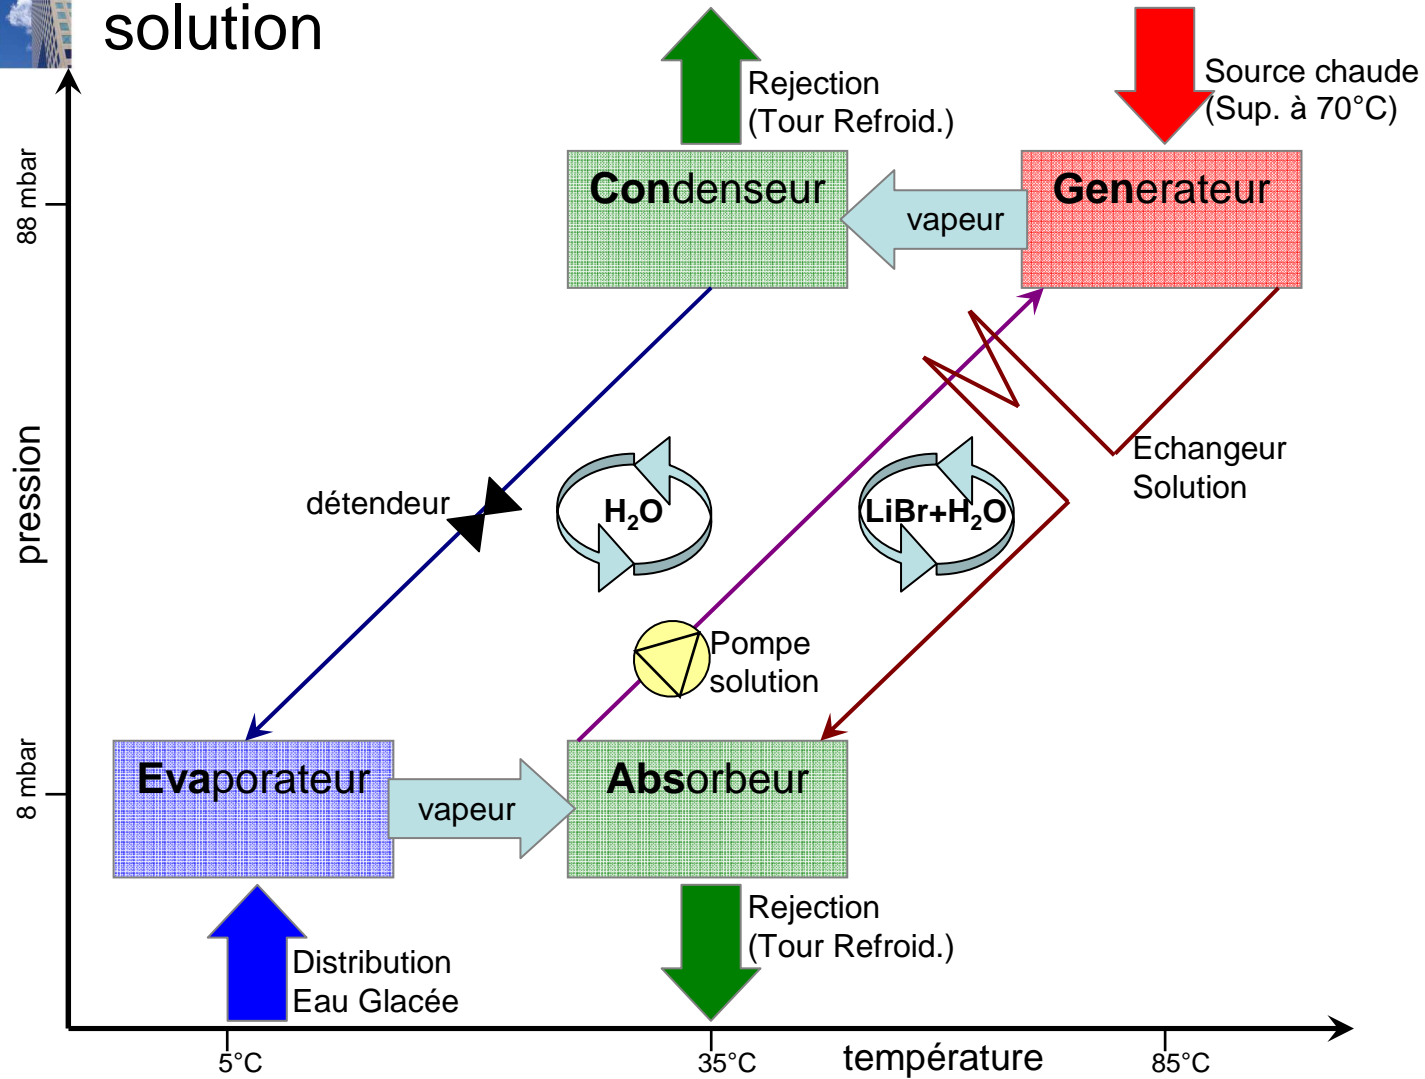 solution
Rejection
(Tour Refroid.)
Source chaude
(Sup. à 70°C)
88 mbar
Condenseur
vapeur
Generateur
pression
détendeur
H₂O
LiBr+H₂O
Echangeur
Solution
Pompe
solution
8 mbar
Evaporateur
vapeur
Absorbeur
Distribution
Eau Glacée
Rejection
(Tour Refroid.)
5°C
35°C
température
85°C